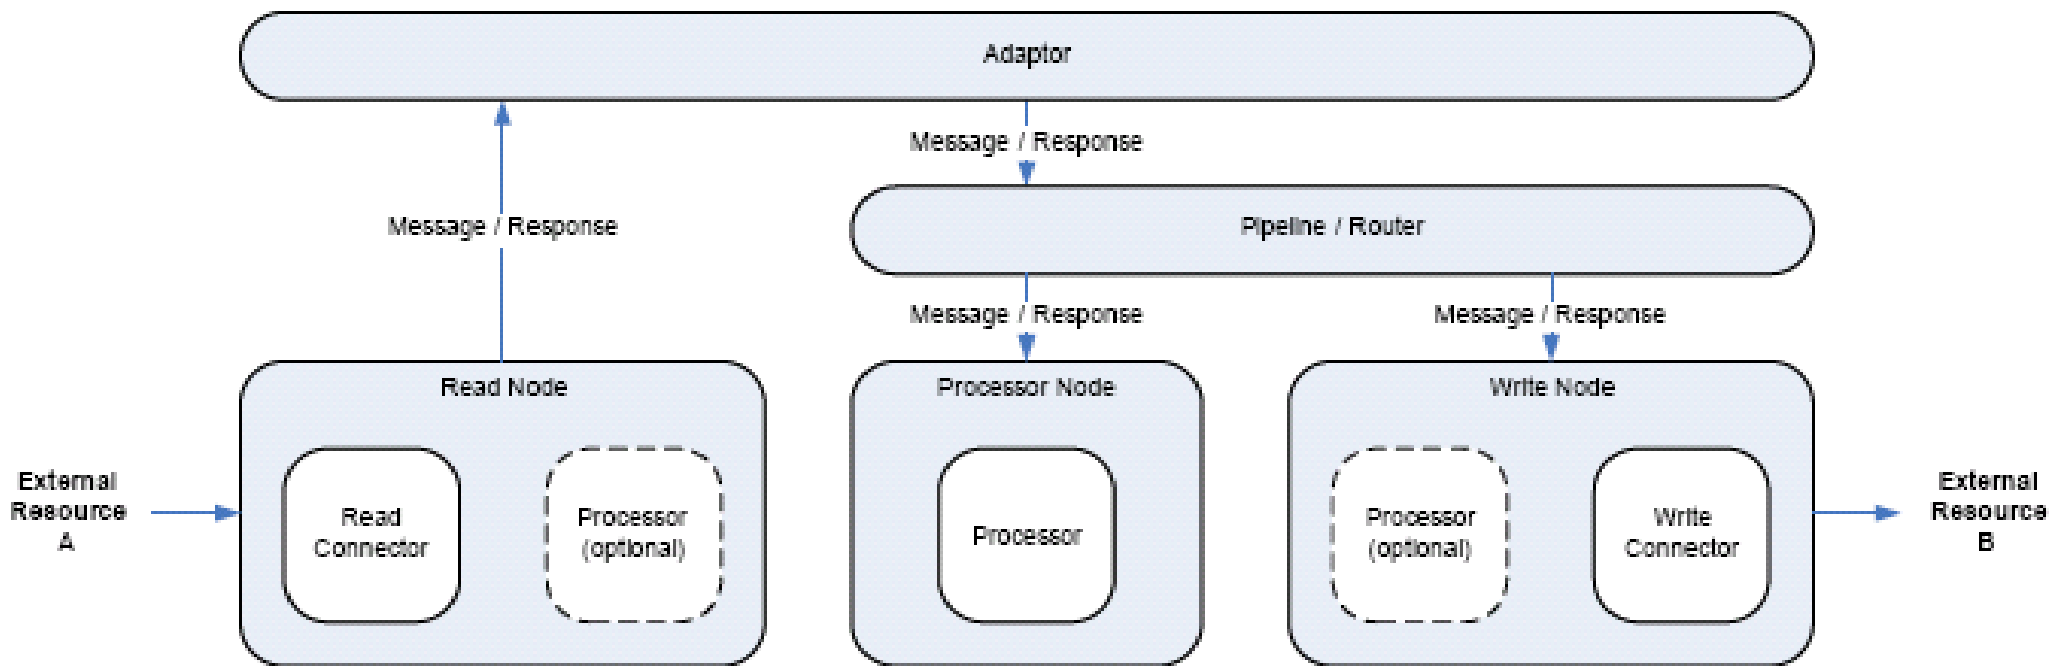 Adaptor
Message / Response
Message / Response
Pipeline / Router
Message / Response
Message / Response
Read Node
Processor Node
Write Node
External
Resource
A
Read
Connector
Processor
(optional)
Processor
Processor
(optional)
Write
Connector
External
Resource
B